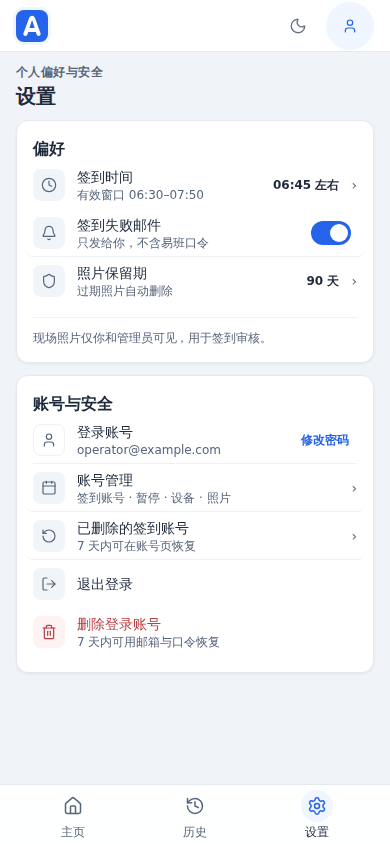 A
个人偏好与安全
设置
偏好
签到时间
有效窗口 06:30–07:50
06:45 左右 ›
签到失败邮件
只发给你，不含易班口令
照片保留期
过期照片自动删除
90 天 ›
现场照片仅你和管理员可见，用于签到审核。
账号与安全
登录账号
operator@example.com
修改密码
账号管理
签到账号 · 暂停 · 设备 · 照片
›
已删除的签到账号
7 天内可在账号页恢复
›
退出登录
删除登录账号
7 天内可用邮箱与口令恢复
主页
历史
设置